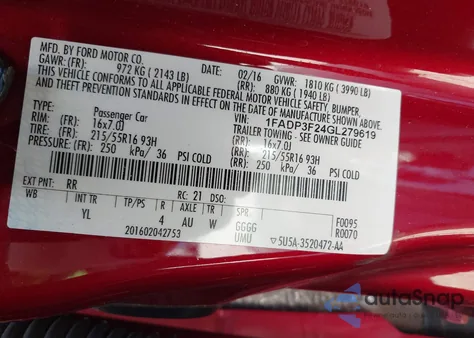 MFD. BY FORD MOTOR CO.
DATE: 02/16 GVWR: 1810 KG (3990 LB)
GAWR: (FR): 972 KG (2143 LB) (RR): 880 KG (1940 LB)
THIS VEHICLE CONFORMS TO ALL APPLICABLE FEDERAL MOTOR VEHICLE SAFETY, BUMPER,
AND THEFT PREVENTION STANDARDS IN EFFECT ON THE DATE OF MANUFACTURE SHOWN ABOVE.
VIN: 1FADP3F24GL279619
TYPE: Passenger Car TRAILER TOWING - SEE OWNER GUIDE
RIMS: (FR) 16x7.0J (RR) 16x7.0J
TIRES: (FR) 215/55R16 93H (RR) 215/55R16 93H
PRESSURE: (FR) 250 kPa/ 36 PSI COLD (RR) 250 kPa/ 36 PSI COLD
EXT PNT: RR RC: 21 DSO:
WB INT TR TP/PS R AXLE TR SPR
YL 4 AU W GGGG F0095
UMU R0070
201602042753 5U5A-3520472-AA
autoSnap